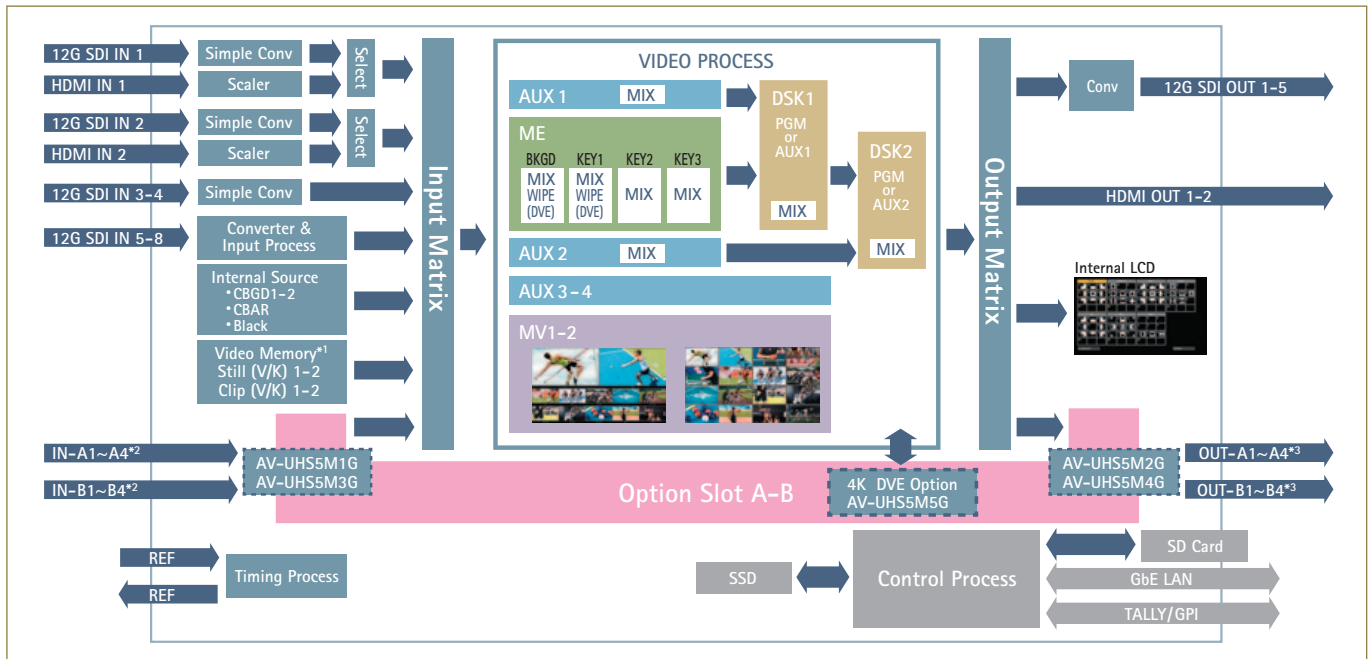 12G SDI IN 1
Simple Conv
HDMI IN 1
Scaler
Select
12G SDI IN 2
Simple Conv
HDMI IN 2
Scaler
Select
12G SDI IN 3-4
Simple Conv
12G SDI IN 5-8
Converter &
Input Process
Internal Source
・CBGD1-2
・CBAR
・Black
Video Memory*1
Still (V/K) 1-2
Clip (V/K) 1-2
IN-A1~A4*2
IN-B1~B4*2
AV-UHS5M1G
AV-UHS5M3G
Input Matrix
VIDEO PROCESS
AUX 1
MIX
ME
BKGD
MIX
WIPE
(DVE)
KEY1
MIX
WIPE
(DVE)
KEY2
MIX
KEY3
MIX
AUX 2
MIX
AUX 3-4
MV1-2
DSK1
PGM
or
AUX1
MIX
DSK2
PGM
or
AUX2
MIX
Output Matrix
Conv
12G SDI OUT 1-5
HDMI OUT 1-2
Internal LCD
AV-UHS5M2G
AV-UHS5M4G
OUT-A1~A4*3
OUT-B1~B4*3
Option Slot A-B
4K DVE Option
AV-UHS5M5G
REF
REF
Timing Process
SSD
Control Process
SD Card
GbE LAN
TALLY/GPI